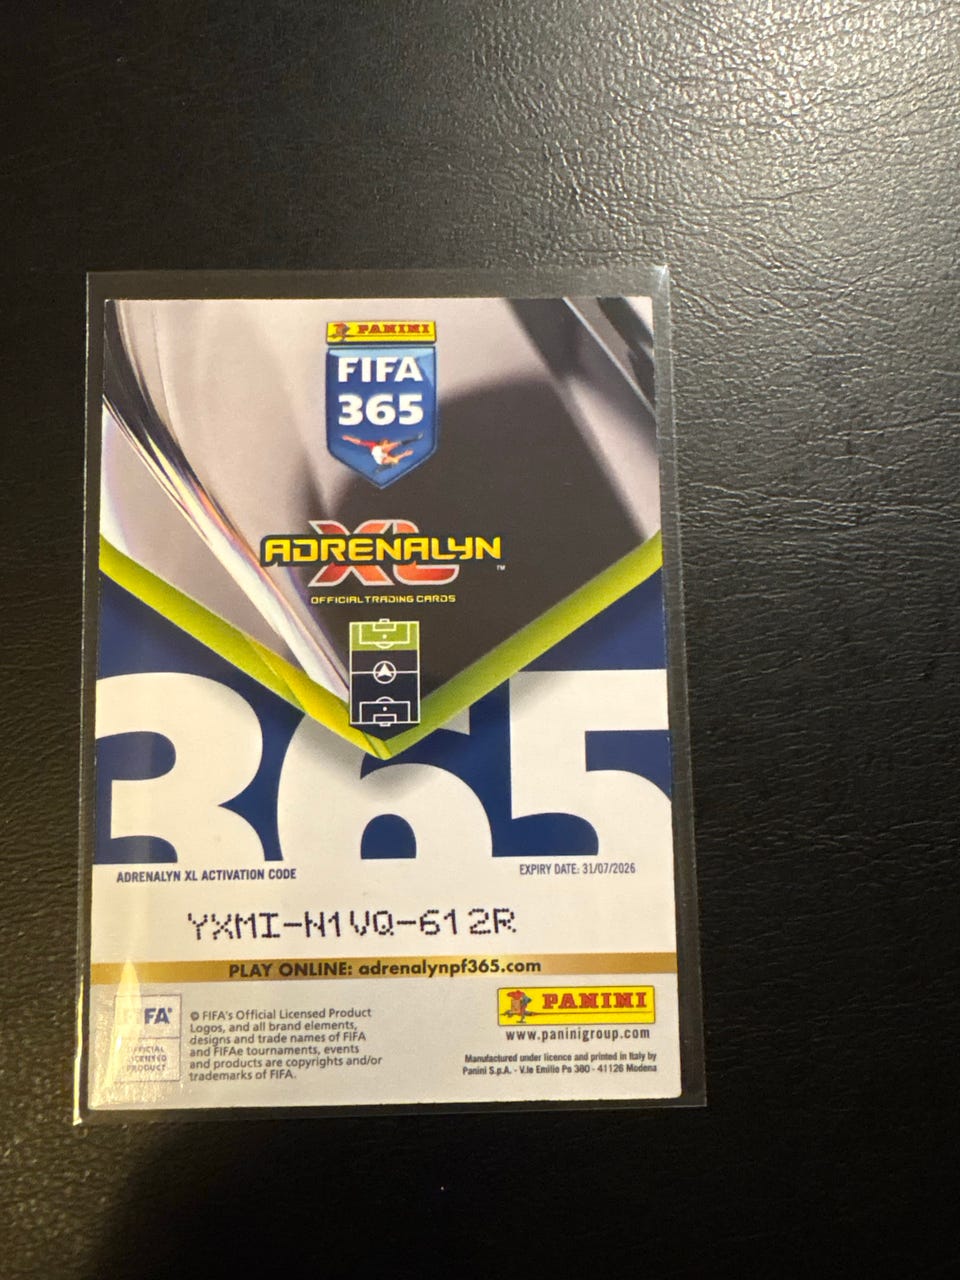 PANINI
FIFA
365
ADRENALYN
XL
™
OFFICIAL TRADING CARDS
365
ADRENALYN XL ACTIVATION CODE
EXPIRY DATE: 31/07/2026
YXMI-N1VQ-612R
PLAY ONLINE: adrenalynpf365.com
FIFA®
OFFICIAL
LICENSED
PRODUCT
© FIFA's Official Licensed Product
Logos, and all brand elements,
designs and trade names of FIFA
and FIFAe tournaments, events
and products are copyrights and/or
trademarks of FIFA.
PANINI
www.paninigroup.com
Manufactured under licence and printed in Italy by
Panini S.p.A. - V.le Emilio Po 380 - 41126 Modena